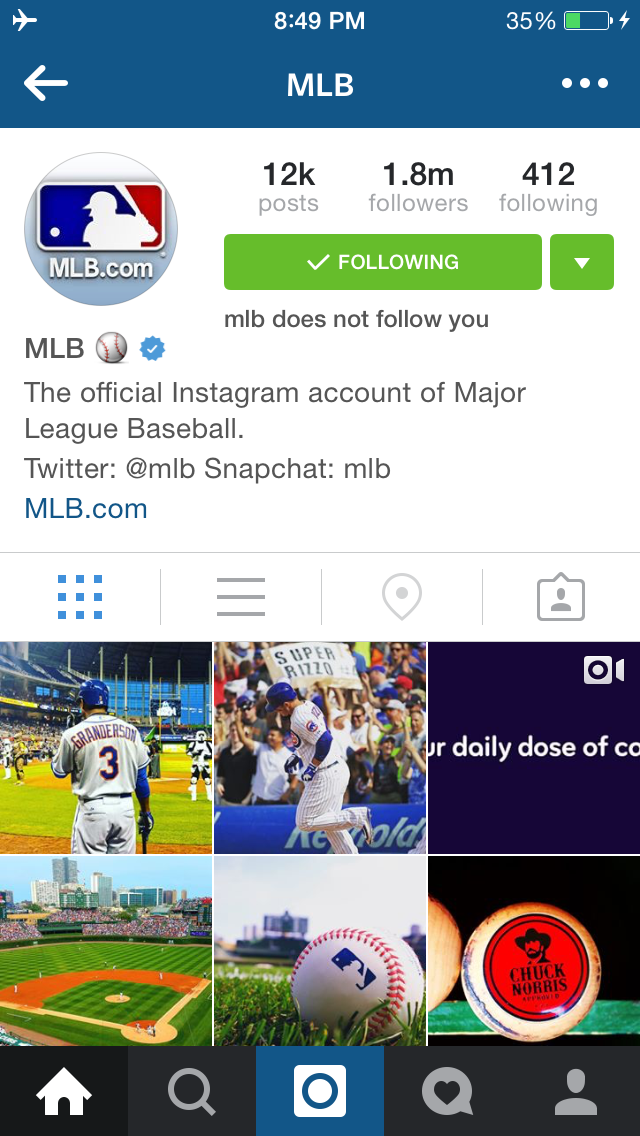 8:49 PM
35%
MLB
12k
1.8m
412
posts
followers
following
MLB.com
FOLLOWING
mlb does not follow you
MLB
The official Instagram account of Major
League Baseball.
Twitter: @mlb Snapchat: mlb
MLB.com
GRANDERSON
3
SUPER
RIZZO
Reynold
ur daily dose of co
CHUCK
NORRIS
APPROVED